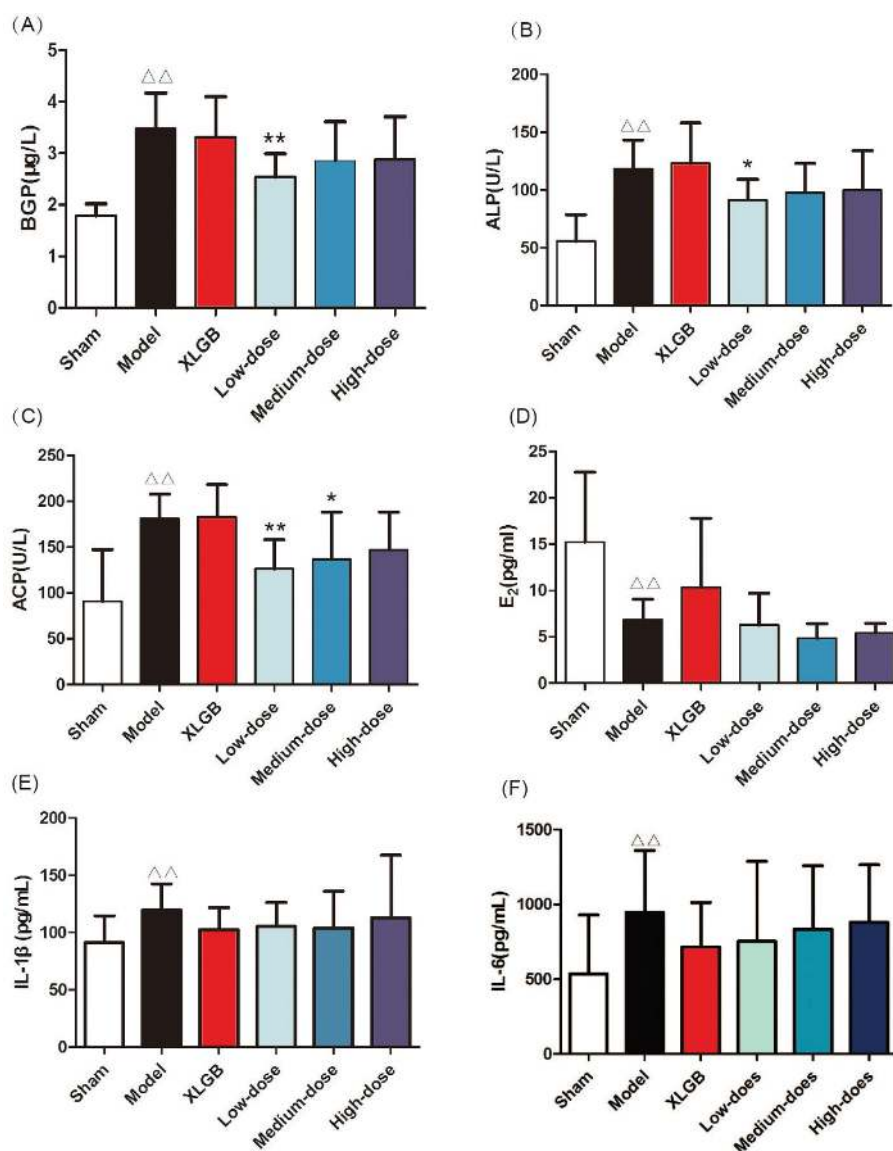 (A)
BGP(μg/L)
5
4
3
2
1
0
△△
**
Sham
Model
XLGB
Low-dose
Medium-dose
High-dose
(B)
ALP(U/L)
200
150
100
50
0
△△
*
Sham
Model
XLGB
Low-dose
Medium-dose
High-dose
(C)
ACP(U/L)
250
200
150
100
50
0
△△
**
*
Sham
Model
XLGB
Low-dose
Medium-dose
High-dose
(D)
E₂(pg/ml)
25
20
15
10
5
0
△△
Sham
Model
XLGB
Low-dose
Medium-dose
High-dose
(E)
IL-1β (pg/mL)
200
150
100
50
0
△△
Sham
Model
XLGB
Low-dose
Medium-dose
High-dose
(F)
IL-6(pg/mL)
1500
1000
500
0
△△
Sham
Model
XLGB
Low-does
Medium-does
High-does